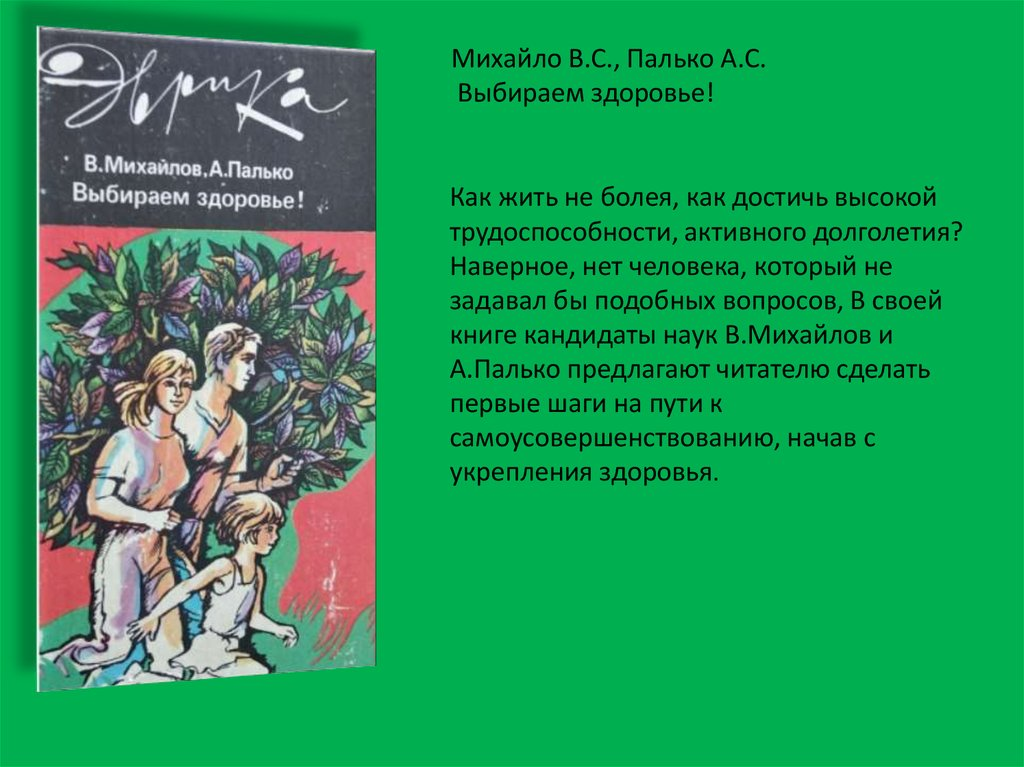 Эврика
В.Михайлов, А.Палько
Выбираем здоровье!
Михайло В.С., Палько А.С.
Выбираем здоровье!
Как жить не болея, как достичь высокой
трудоспособности, активного долголетия?
Наверное, нет человека, который не
задавал бы подобных вопросов, В своей
книге кандидаты наук В.Михайлов и
А.Палько предлагают читателю сделать
первые шаги на пути к
самоусовершенствованию, начав с
укрепления здоровья.